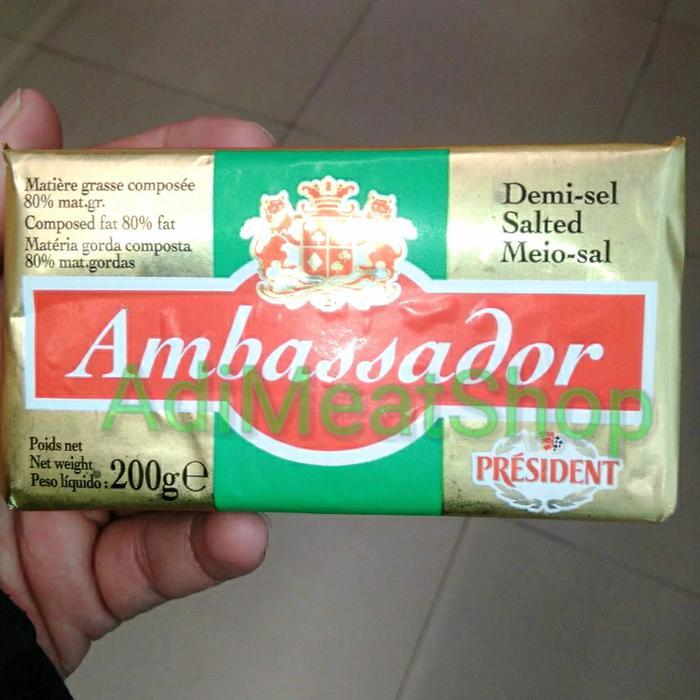 Matière grasse composée
80% mat.gr.
Composed fat 80% fat
Matéria gorda composta
80% mat.gordas
Demi-sel
Salted
Meio-sal
Ambassador
AdiMeatShop
Poids net
Net weight
Peso líquido : 200g e
PRÉSIDENT